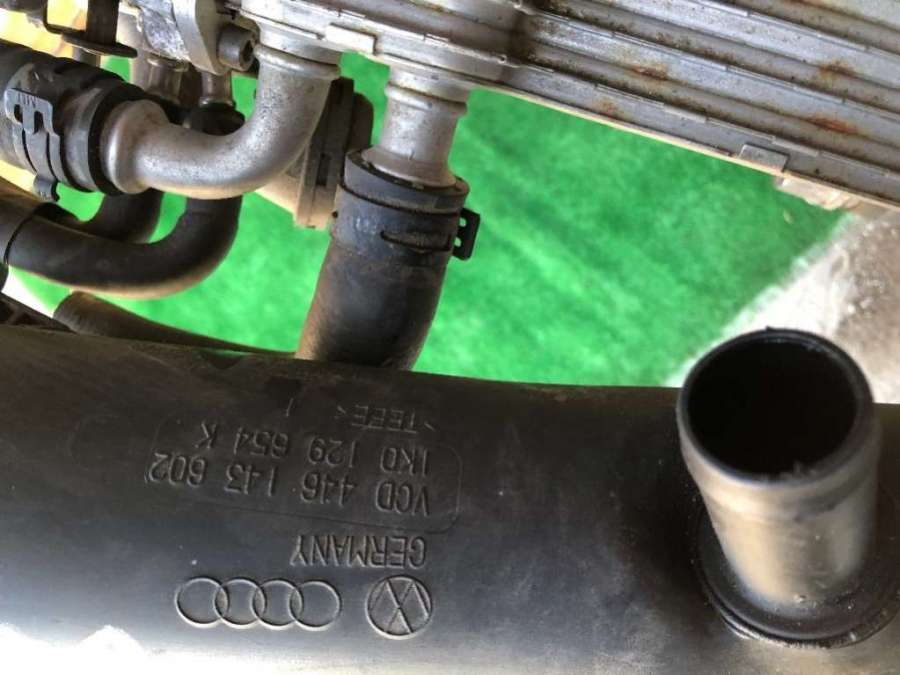 GERMANY
VCD 446 143 602
1K0 129 654 K
>TEEE<